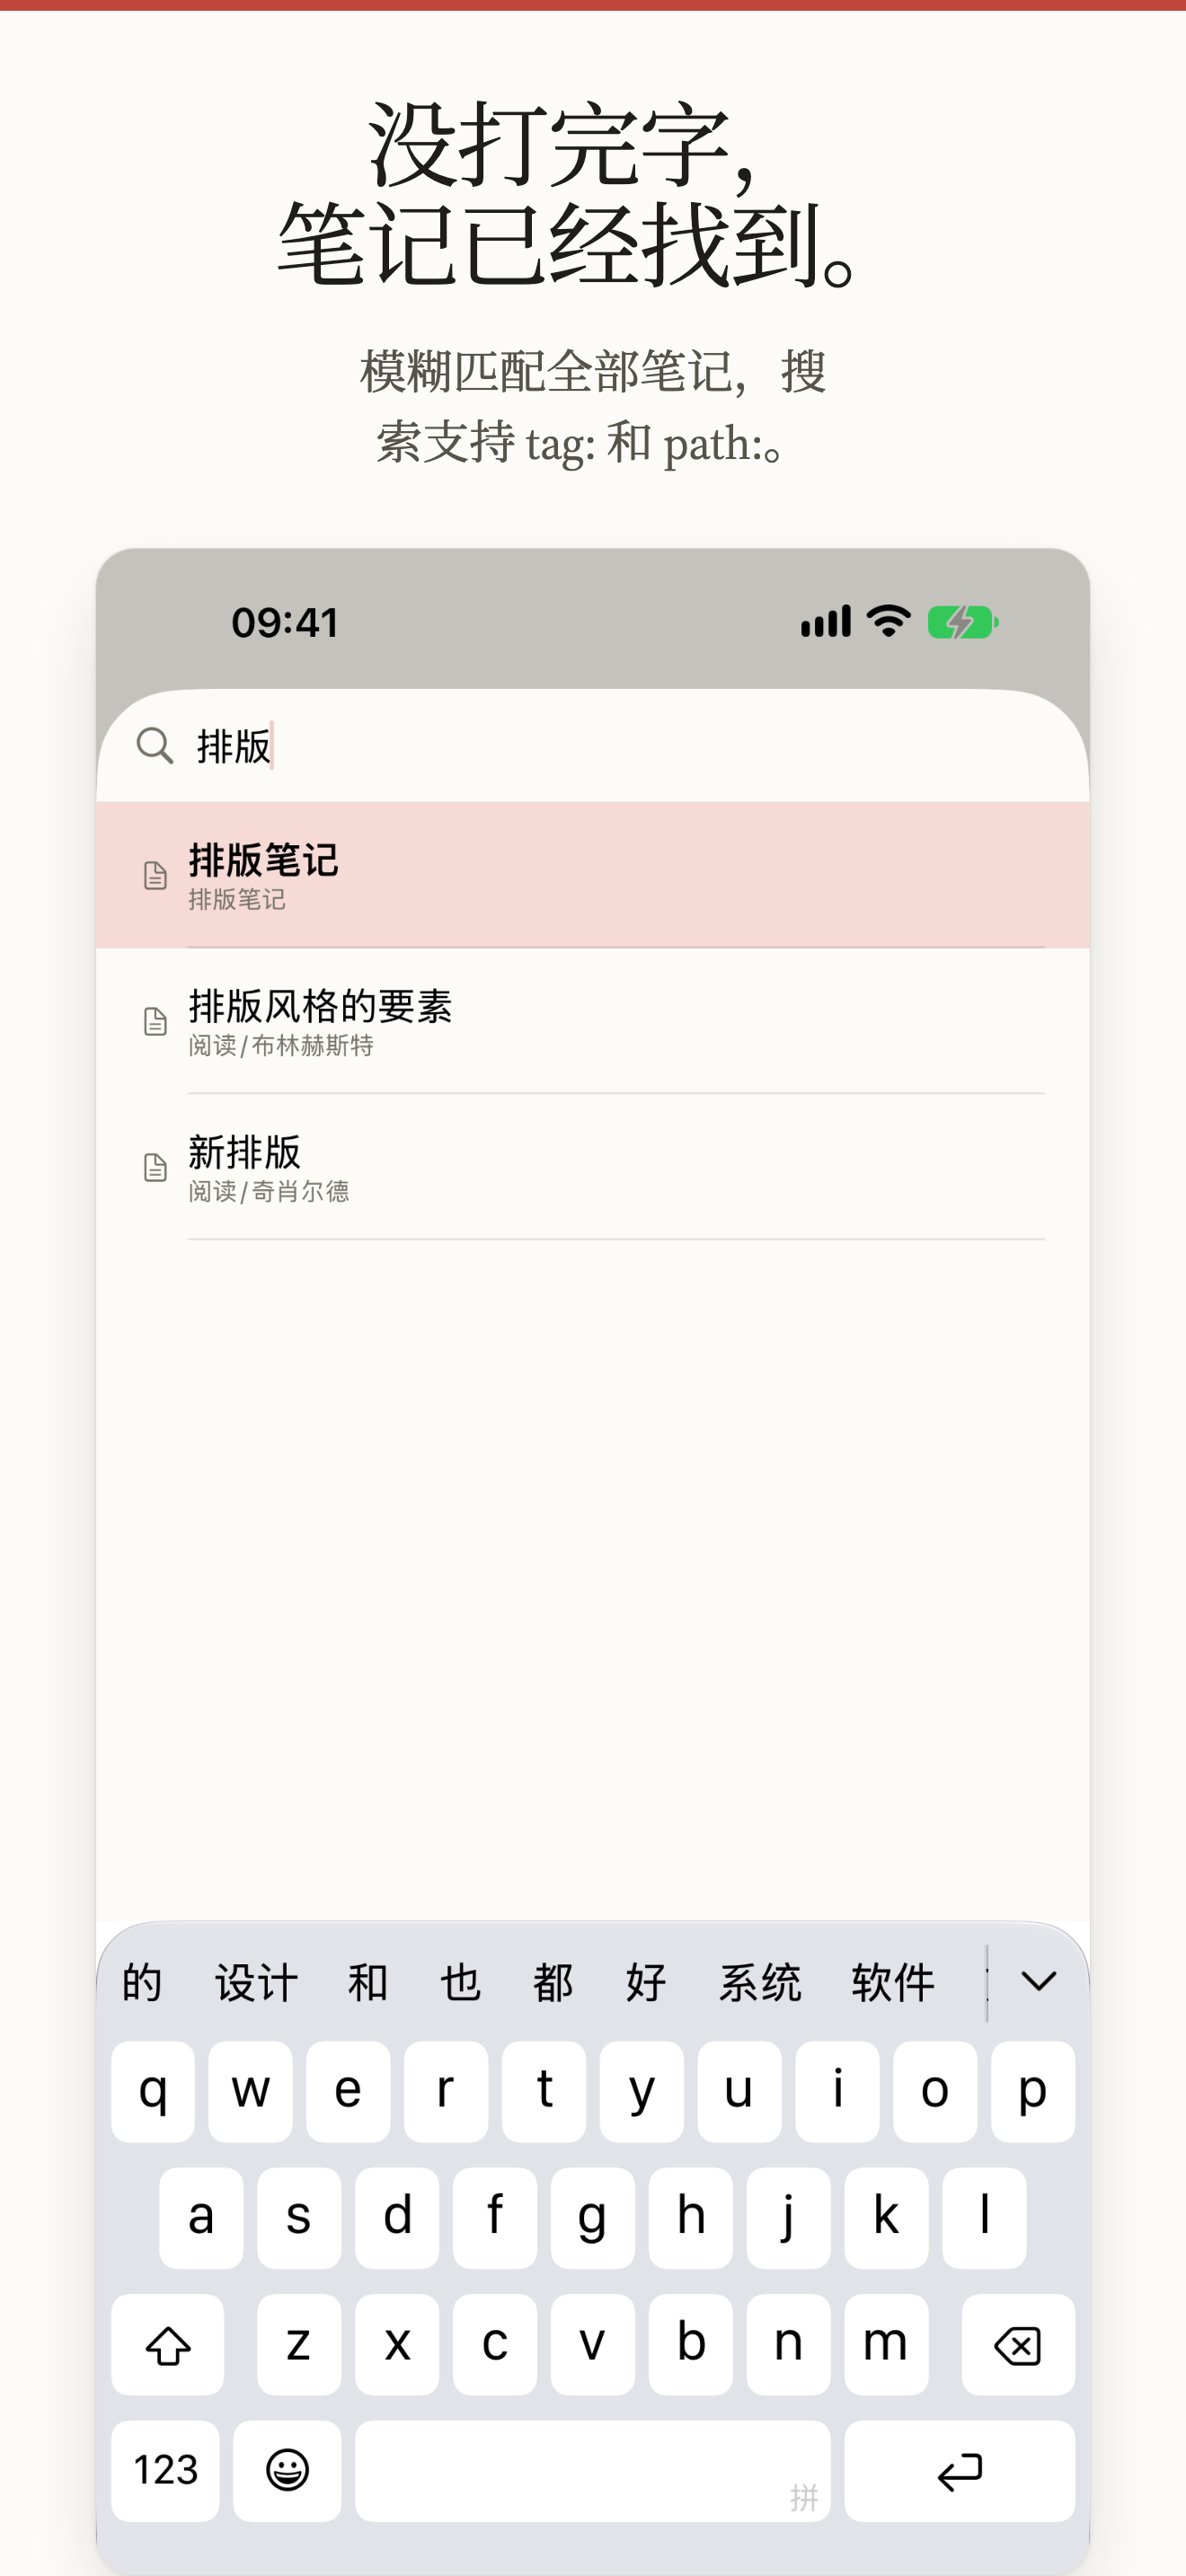 没打完字，
笔记已经找到。
模糊匹配全部笔记，搜
索支持 tag: 和 path:。
09:41
排版
排版笔记
排版笔记
排版风格的要素
阅读/布林赫斯特
新排版
阅读/奇肖尔德
的 设计 和 也 都 好 系统 软件
q w e r t y u i o p
a s d f g h j k l
z x c v b n m
123
拼